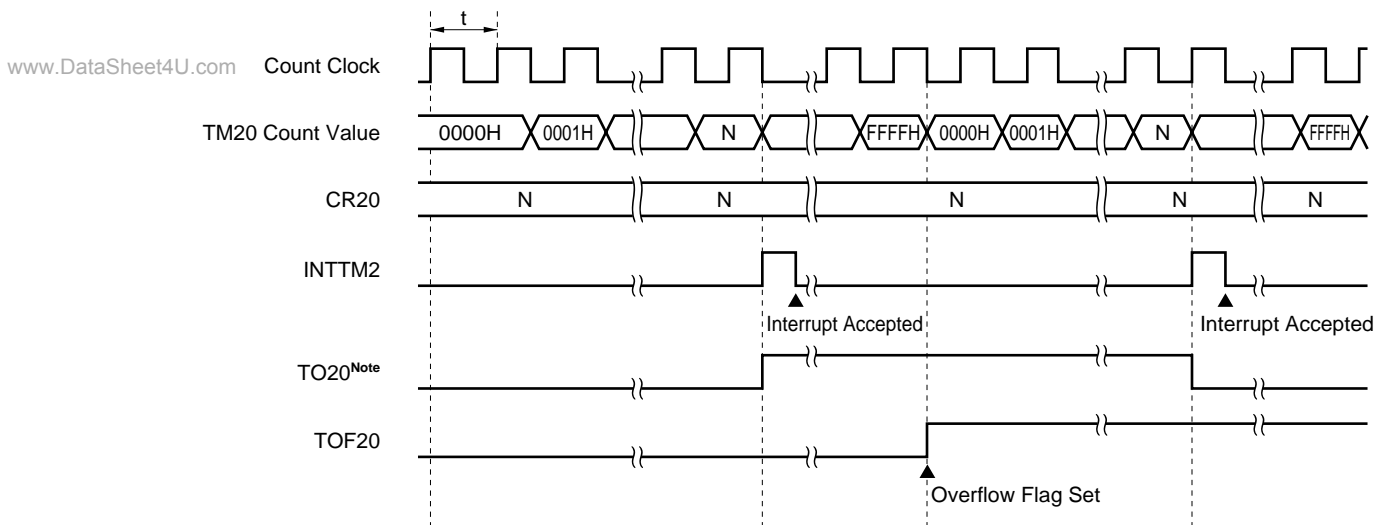 t
www.DataSheet4U.com
Count Clock
TM20 Count Value 0000H 0001H N FFFFH 0000H 0001H N FFFFH
CR20 N N N N N
INTTM2
Interrupt Accepted Interrupt Accepted
TO20Note
TOF20
Overflow Flag Set